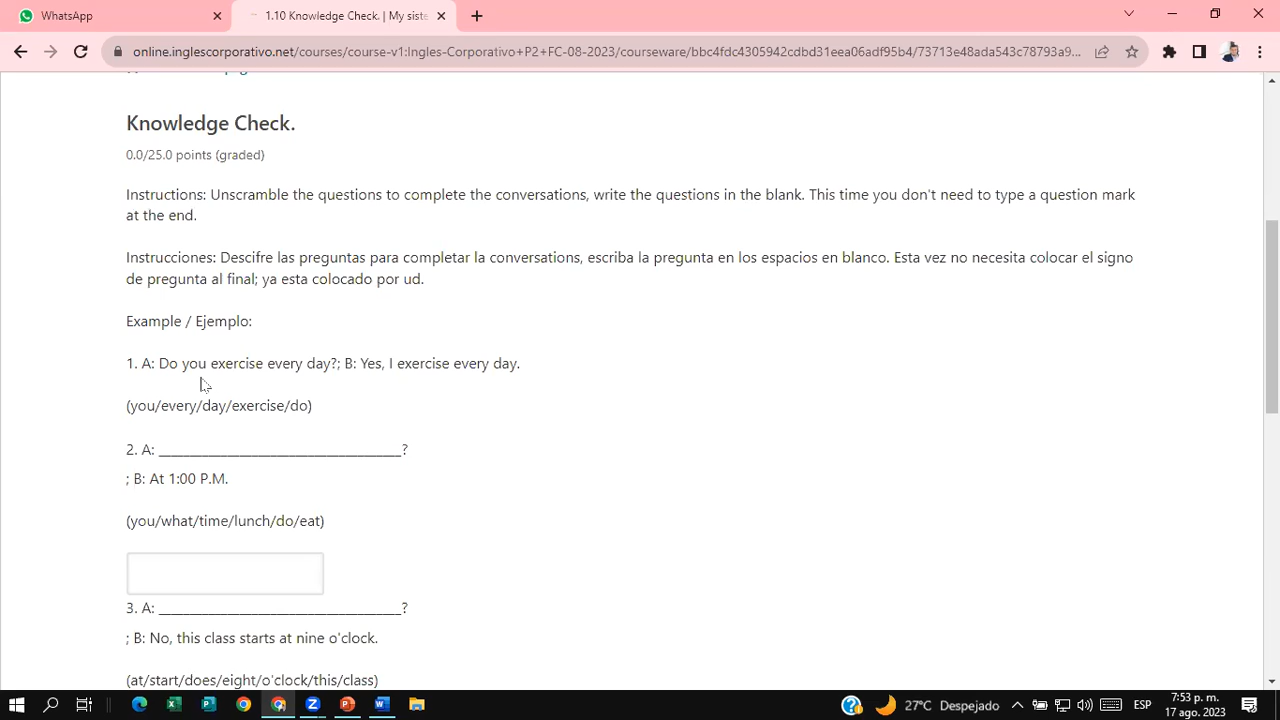 WhatsApp
1.10 Knowledge Check. | My siste
online.inglescorporativo.net/courses/course-v1:Ingles-Corporativo+P2+FC-08-2023/courseware/bbc4fdc4305942cdbd31eea06adf95b4/73713e48ada543c78793a9...
Knowledge Check.
0.0/25.0 points (graded)
Instructions: Unscramble the questions to complete the conversations, write the questions in the blank. This time you don't need to type a question mark
at the end.
Instrucciones: Descifre las preguntas para completar la conversations, escriba la pregunta en los espacios en blanco. Esta vez no necesita colocar el signo
de pregunta al final; ya esta colocado por ud.
Example / Ejemplo:
1. A: Do you exercise every day?; B: Yes, I exercise every day.
(you/every/day/exercise/do)
2. A: ___________________________________?
; B: At 1:00 P.M.
(you/what/time/lunch/do/eat)
3. A: ___________________________________?
; B: No, this class starts at nine o'clock.
(at/start/does/eight/o'clock/this/class)
27°C Despejado
ESP
7:53 p. m.
17 ago. 2023